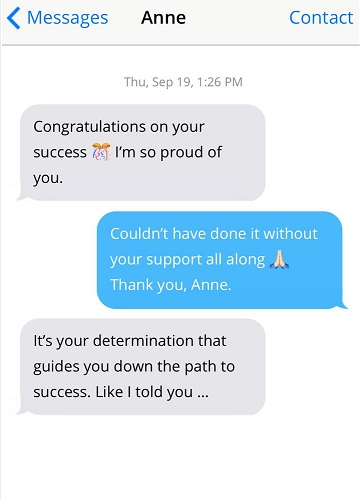 Messages Anne Contact
Thu, Sep 19, 1:26 PM
Congratulations on your
success 🎊 I’m so proud of
you.
Couldn’t have done it without
your support all along 🙏🏻
Thank you, Anne.
It’s your determination that
guides you down the path to
success. Like I told you ...